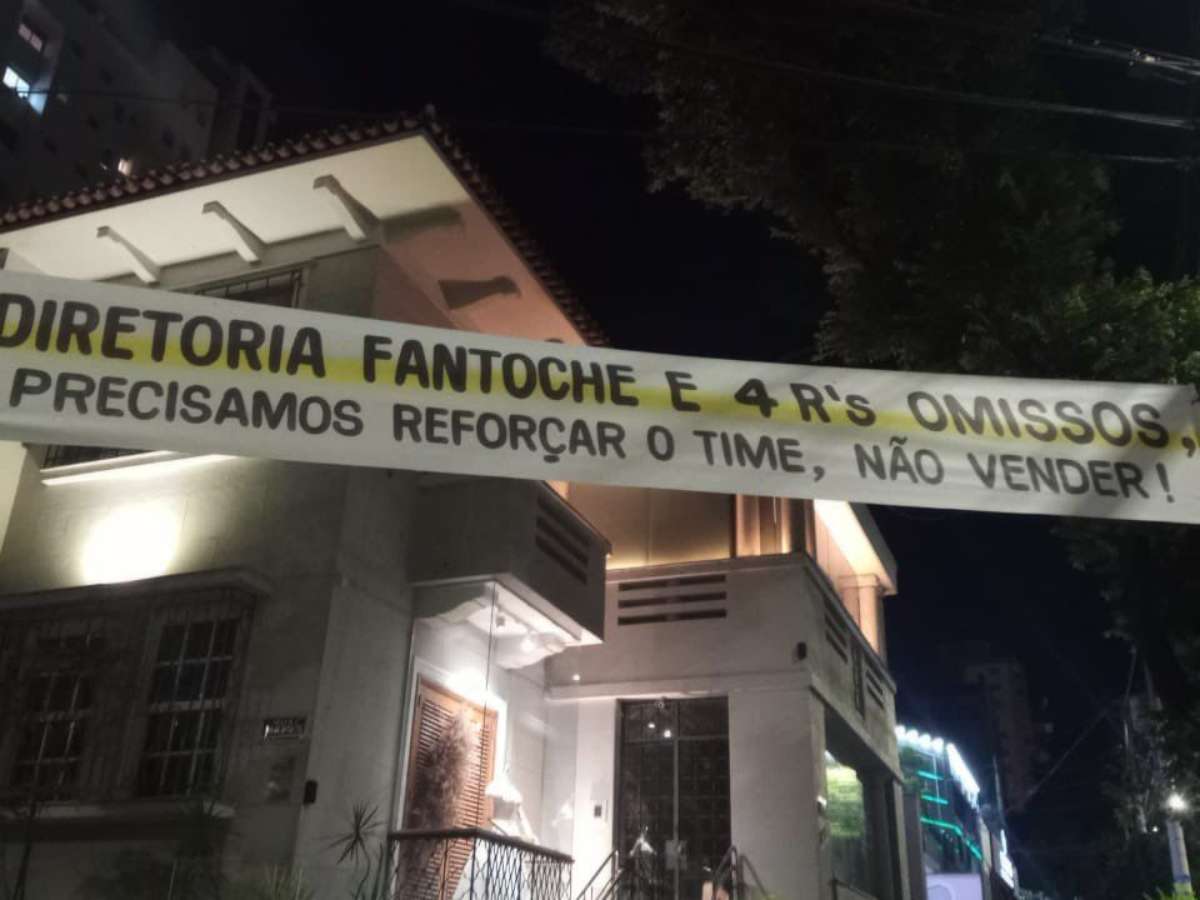 DIRETORIA FANTOCHE E 4 R's OMISSOS,
PRECISAMOS REFORÇAR O TIME, NÃO VENDER!